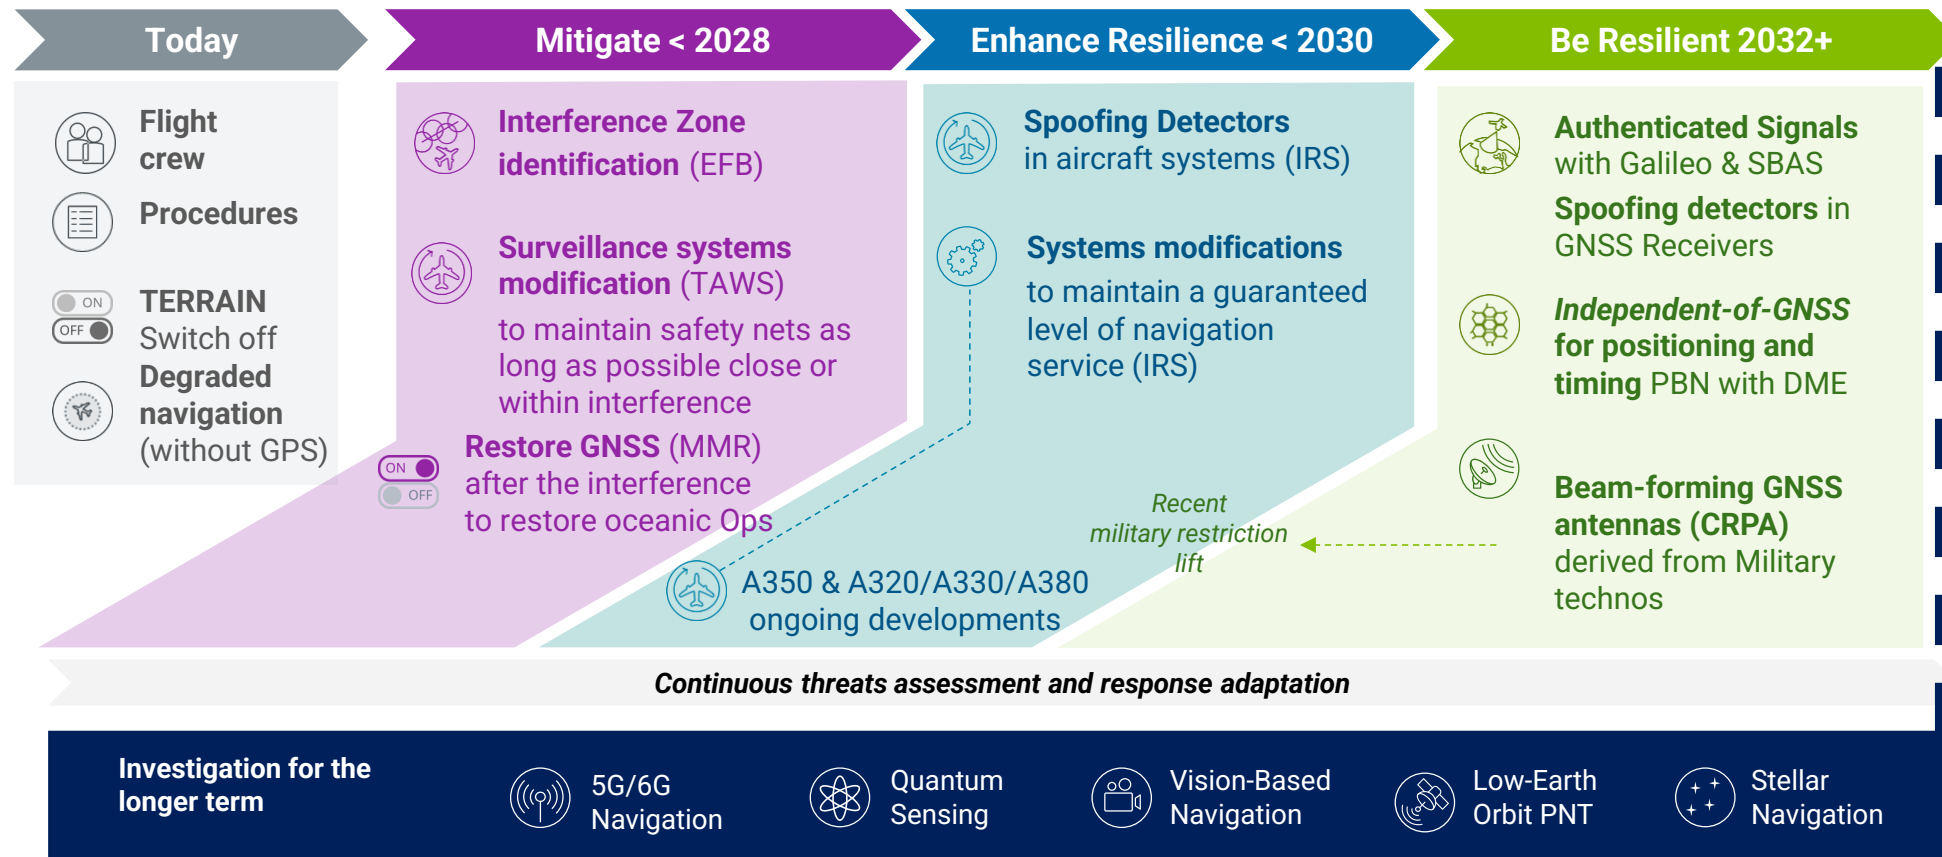 Today
Mitigate < 2028
Enhance Resilience < 2030
Be Resilient 2032+
Flight
crew
Procedures
ON
OFF
TERRAIN
Switch off
Degraded
navigation
(without GPS)
Interference Zone
identification (EFB)
Surveillance systems
modification (TAWS)
to maintain safety nets as
long as possible close or
within interference
ON
OFF
Restore GNSS (MMR)
after the interference
to restore oceanic Ops
Spoofing Detectors
in aircraft systems (IRS)
Systems modifications
to maintain a guaranteed
level of navigation
service (IRS)
A350 & A320/A330/A380
ongoing developments
Authenticated Signals
with Galileo & SBAS
Spoofing detectors in
GNSS Receivers
Independent-of-GNSS
for positioning and
timing PBN with DME
Beam-forming GNSS
antennas (CRPA)
derived from Military
technos
Recent
military restriction
lift
Continuous threats assessment and response adaptation
Investigation for the
longer term
5G/6G
Navigation
Quantum
Sensing
Vision-Based
Navigation
Low-Earth
Orbit PNT
Stellar
Navigation